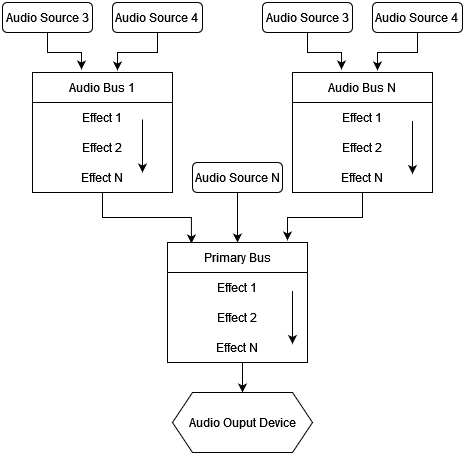 Audio Source 3
Audio Source 4
Audio Source 3
Audio Source 4
Audio Bus 1
Effect 1
Effect 2
Effect N
Audio Bus N
Effect 1
Effect 2
Effect N
Audio Source N
Primary Bus
Effect 1
Effect 2
Effect N
Audio Ouput Device